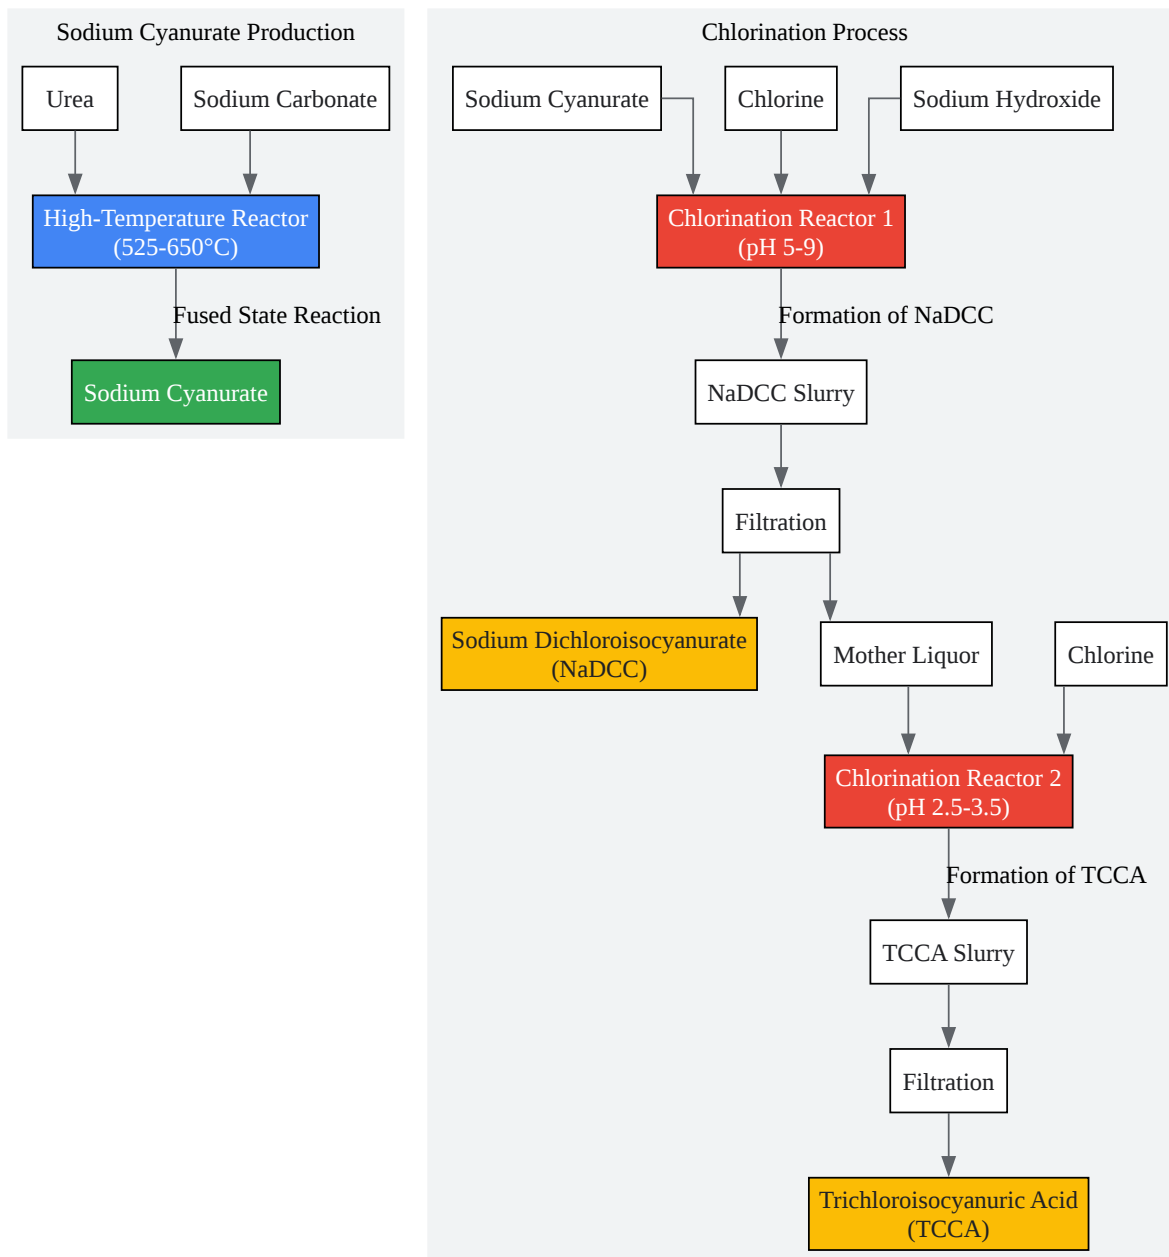 Sodium Cyanurate Production
Urea
Sodium Carbonate
High-Temperature Reactor
(525-650°C)
Fused State Reaction
Sodium Cyanurate
Chlorination Process
Sodium Cyanurate
Chlorine
Sodium Hydroxide
Chlorination Reactor 1
(pH 5-9)
Formation of NaDCC
NaDCC Slurry
Filtration
Sodium Dichloroisocyanurate
(NaDCC)
Mother Liquor
Chlorine
Chlorination Reactor 2
(pH 2.5-3.5)
Formation of TCCA
TCCA Slurry
Filtration
Trichloroisocyanuric Acid
(TCCA)